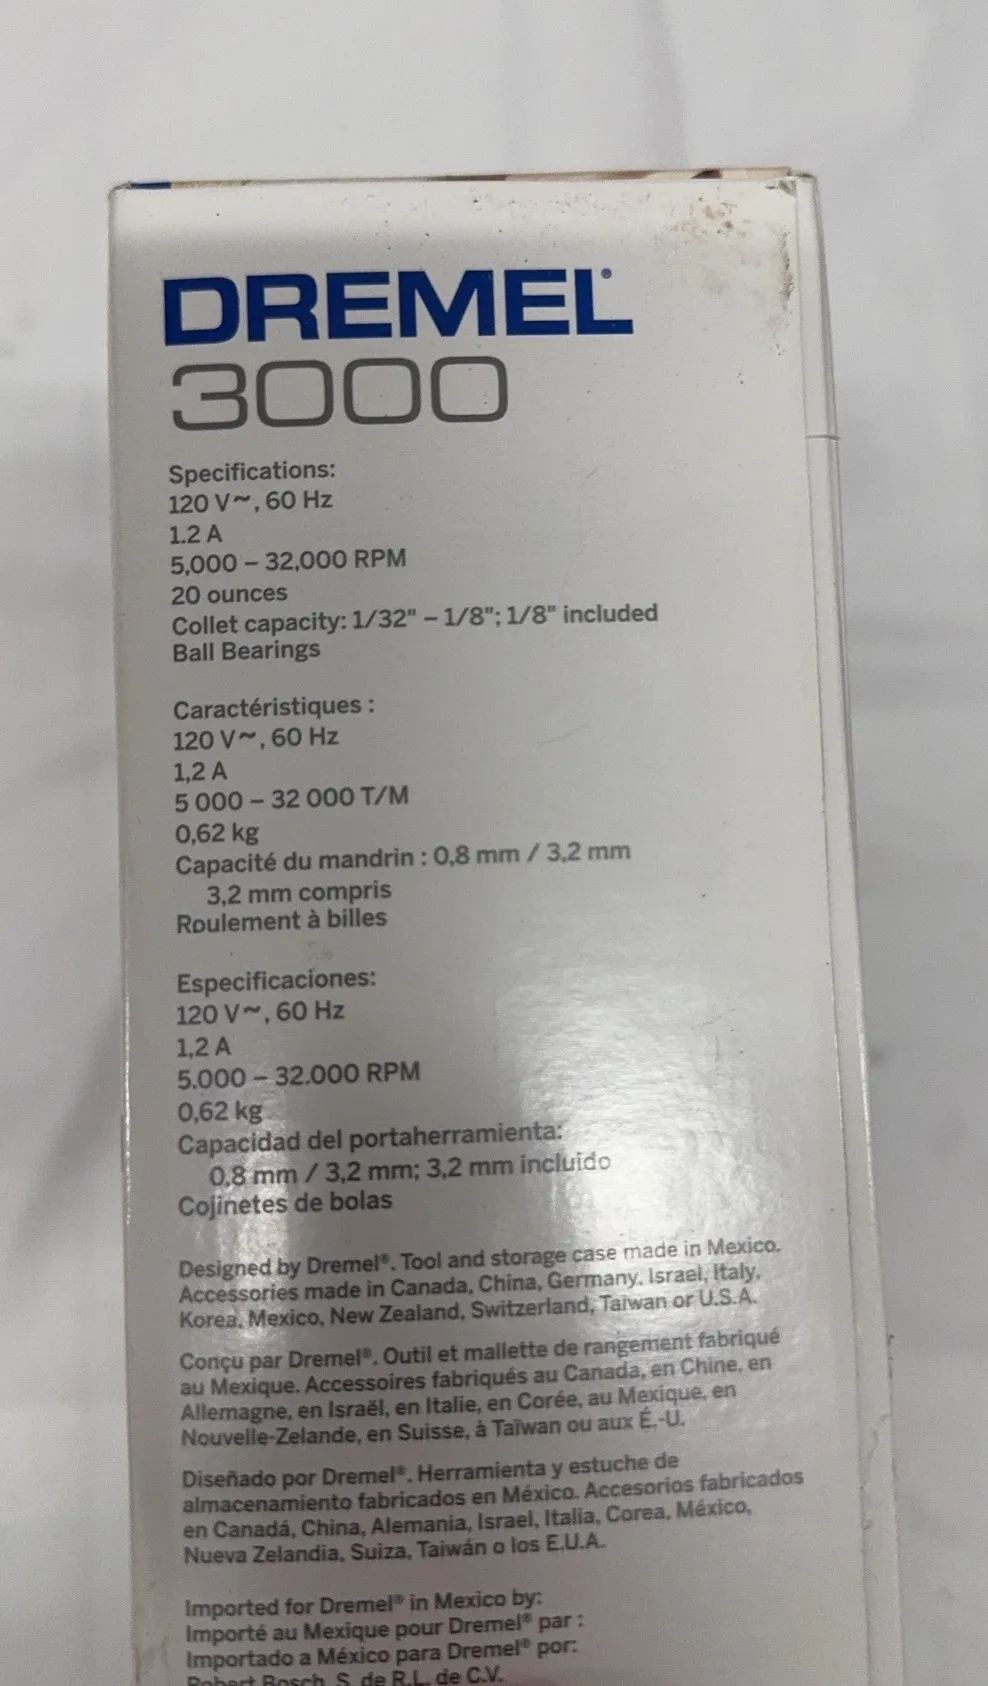 DREMEL®
3000
Specifications:
120 V~, 60 Hz
1.2 A
5,000 – 32,000 RPM
20 ounces
Collet capacity: 1/32" – 1/8"; 1/8" included
Ball Bearings
Caractéristiques :
120 V~, 60 Hz
1,2 A
5 000 – 32 000 T/M
0,62 kg
Capacité du mandrin : 0,8 mm / 3,2 mm
3,2 mm compris
Roulement à billes
Especificaciones:
120 V~, 60 Hz
1,2 A
5.000 – 32.000 RPM
0,62 kg
Capacidad del portaherramienta:
0,8 mm / 3,2 mm; 3,2 mm incluido
Cojinetes de bolas
Designed by Dremel®. Tool and storage case made in Mexico.
Accessories made in Canada, China, Germany, Israel, Italy,
Korea, Mexico, New Zealand, Switzerland, Taiwan or U.S.A.
Conçu par Dremel®. Outil et mallette de rangement fabriqué
au Mexique. Accessoires fabriqués au Canada, en Chine, en
Allemagne, en Israël, en Italie, en Corée, au Mexique, en
Nouvelle-Zelande, en Suisse, à Taïwan ou aux É.-U.
Diseñado por Dremel®. Herramienta y estuche de
almacenamiento fabricados en México. Accesorios fabricados
en Canadá, China, Alemania, Israel, Italia, Corea, México,
Nueva Zelandia, Suiza, Taiwán o los E.U.A.
Imported for Dremel® in Mexico by:
Importé au Mexique pour Dremel® par :
Importado a México para Dremel® por:
Robert Bosch, S. de R.L. de C.V.